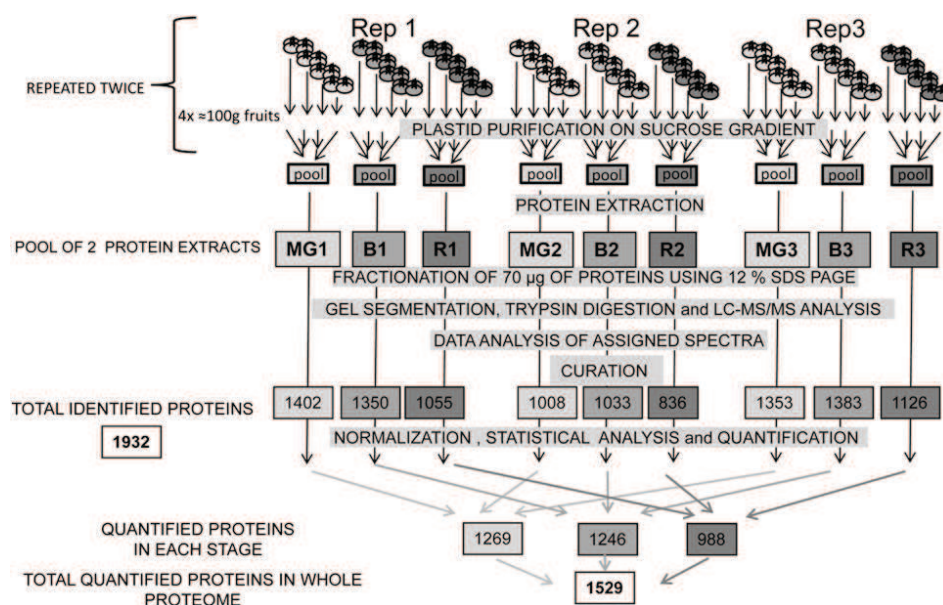 Rep 1 Rep 2 Rep3
REPEATED TWICE
4x ≈100g fruits
PLASTID PURIFICATION ON SUCROSE GRADIENT
pool pool pool pool pool pool pool pool pool
PROTEIN EXTRACTION
POOL OF 2 PROTEIN EXTRACTS MG1 B1 R1 MG2 B2 R2 MG3 B3 R3
FRACTIONATION OF 70 µg OF PROTEINS USING 12 % SDS PAGE
GEL SEGMENTATION, TRYPSIN DIGESTION and LC-MS/MS ANALYSIS
DATA ANALYSIS OF ASSIGNED SPECTRA
CURATION
TOTAL IDENTIFIED PROTEINS 1402 1350 1055 1008 1033 836 1353 1383 1126
1932
NORMALIZATION , STATISTICAL ANALYSIS and QUANTIFICATION
QUANTIFIED PROTEINS
IN EACH STAGE
1269 1246 988
TOTAL QUANTIFIED PROTEINS IN WHOLE
PROTEOME
1529